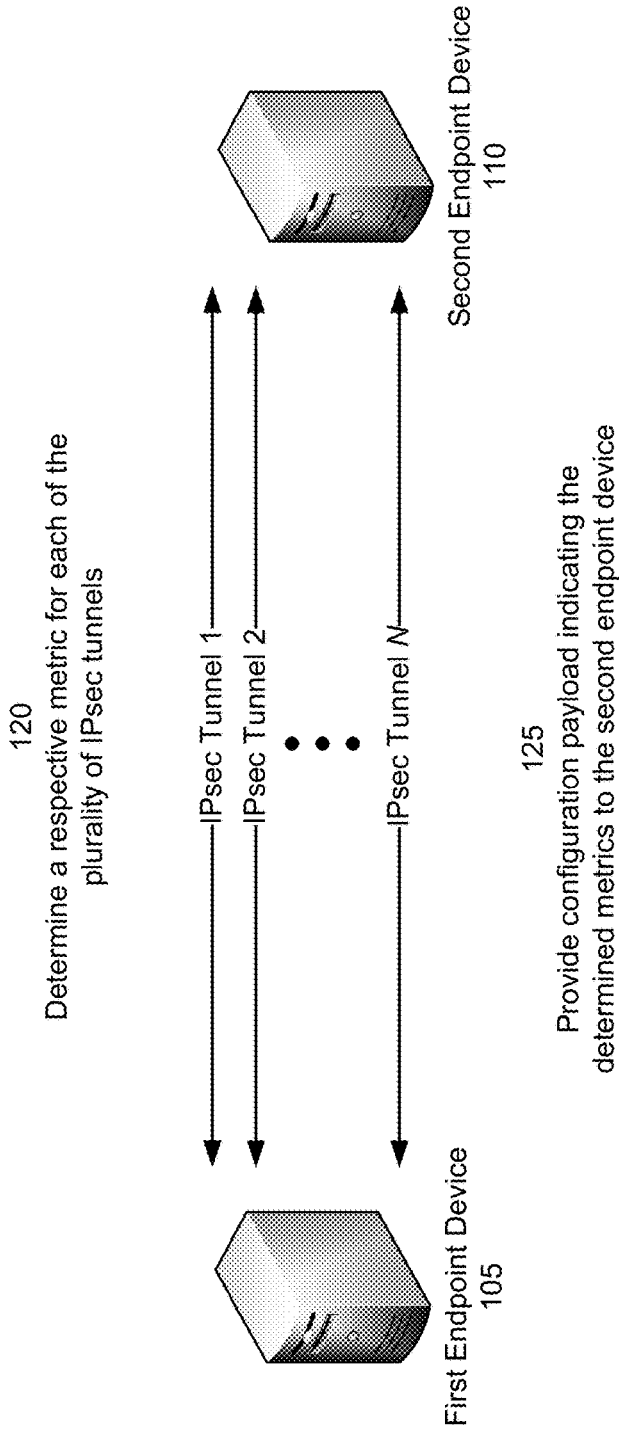 120
Determine a respective metric for each of the
plurality of IPsec tunnels
IPsec Tunnel 1
IPsec Tunnel 2
IPsec Tunnel N
First Endpoint Device
105
Second Endpoint Device
110
125
Provide configuration payload indicating the
determined metrics to the second endpoint device